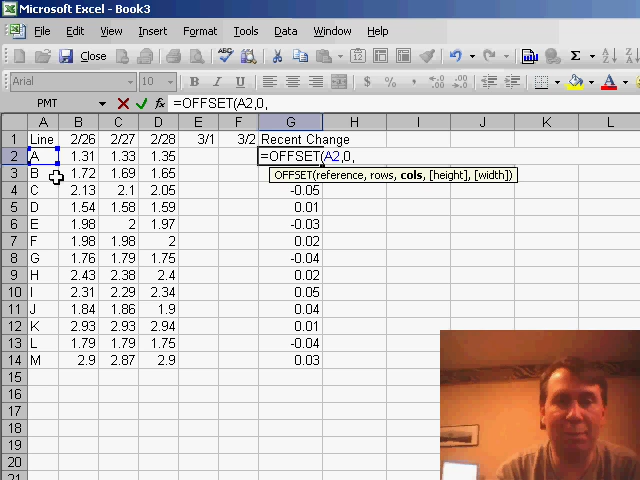 Microsoft Excel - Book3
File Edit View Insert Format Tools Data Window Help
Close
Arial 10 B I U $ % ,
PMT =OFFSET(A2,0,
A B C D E F G H I J K L
1 Line 2/26 2/27 2/28 3/1 3/2 Recent Change
2 A 1.31 1.33 1.35 =OFFSET(A2,0,
3 B 1.72 1.69 1.65 OFFSET(reference, rows, cols, [height], [width])
4 C 2.13 2.1 2.05 -0.05
5 D 1.54 1.58 1.59 0.01
6 E 1.98 2 1.97 -0.03
7 F 1.98 1.98 2 0.02
8 G 1.76 1.79 1.75 -0.04
9 H 2.43 2.38 2.4 0.02
10 I 2.31 2.29 2.34 0.05
11 J 1.84 1.86 1.9 0.04
12 K 2.93 2.93 2.94 0.01
13 L 1.79 1.79 1.75 -0.04
14 M 2.9 2.87 2.9 0.03
15
16
17
18
19
20
21